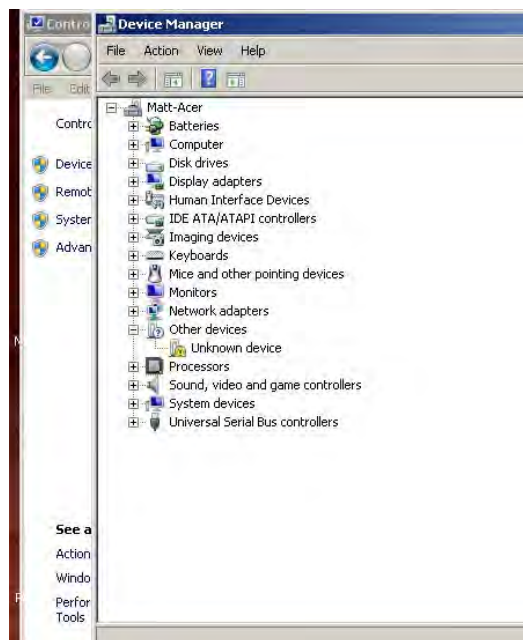 Contro
Device Manager
File Action View Help
File Edit
Contro
Device
Remot
System
Advan
Matt-Acer
Batteries
Computer
Disk drives
Display adapters
Human Interface Devices
IDE ATA/ATAPI controllers
Imaging devices
Keyboards
Mice and other pointing devices
Monitors
Network adapters
Other devices
Unknown device
Processors
Sound, video and game controllers
System devices
Universal Serial Bus controllers
See a
Action
Windo
Perfor
Tools